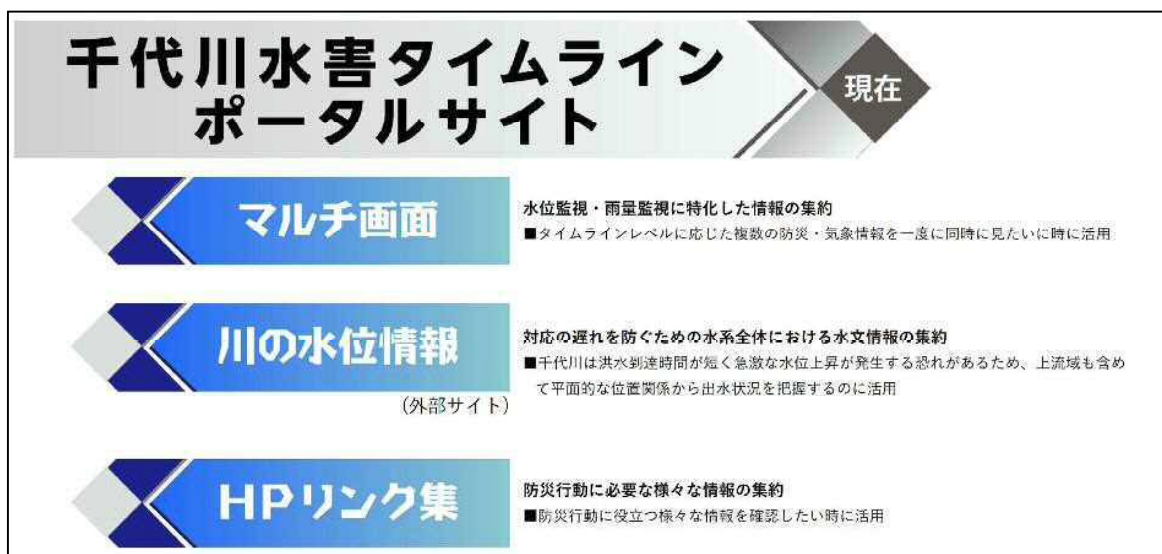 千代川水害タイムライン
ポータルサイト
現在
マルチ画面
水位監視・雨量監視に特化した情報の集約
■タイムラインレベルに応じた複数の防災・気象情報を一度に同時に見たいに時に活用
川の水位情報
(外部サイト)
対応の遅れを防ぐための水系全体における水文情報の集約
■千代川は洪水到達時間が短く急激な水位上昇が発生する恐れがあるため、上流域も含め
て平面的な位置関係から出水状況を把握するのに活用
HPリンク集
防災行動に必要な様々な情報の集約
■防災行動に役立つ様々な情報を確認したい時に活用